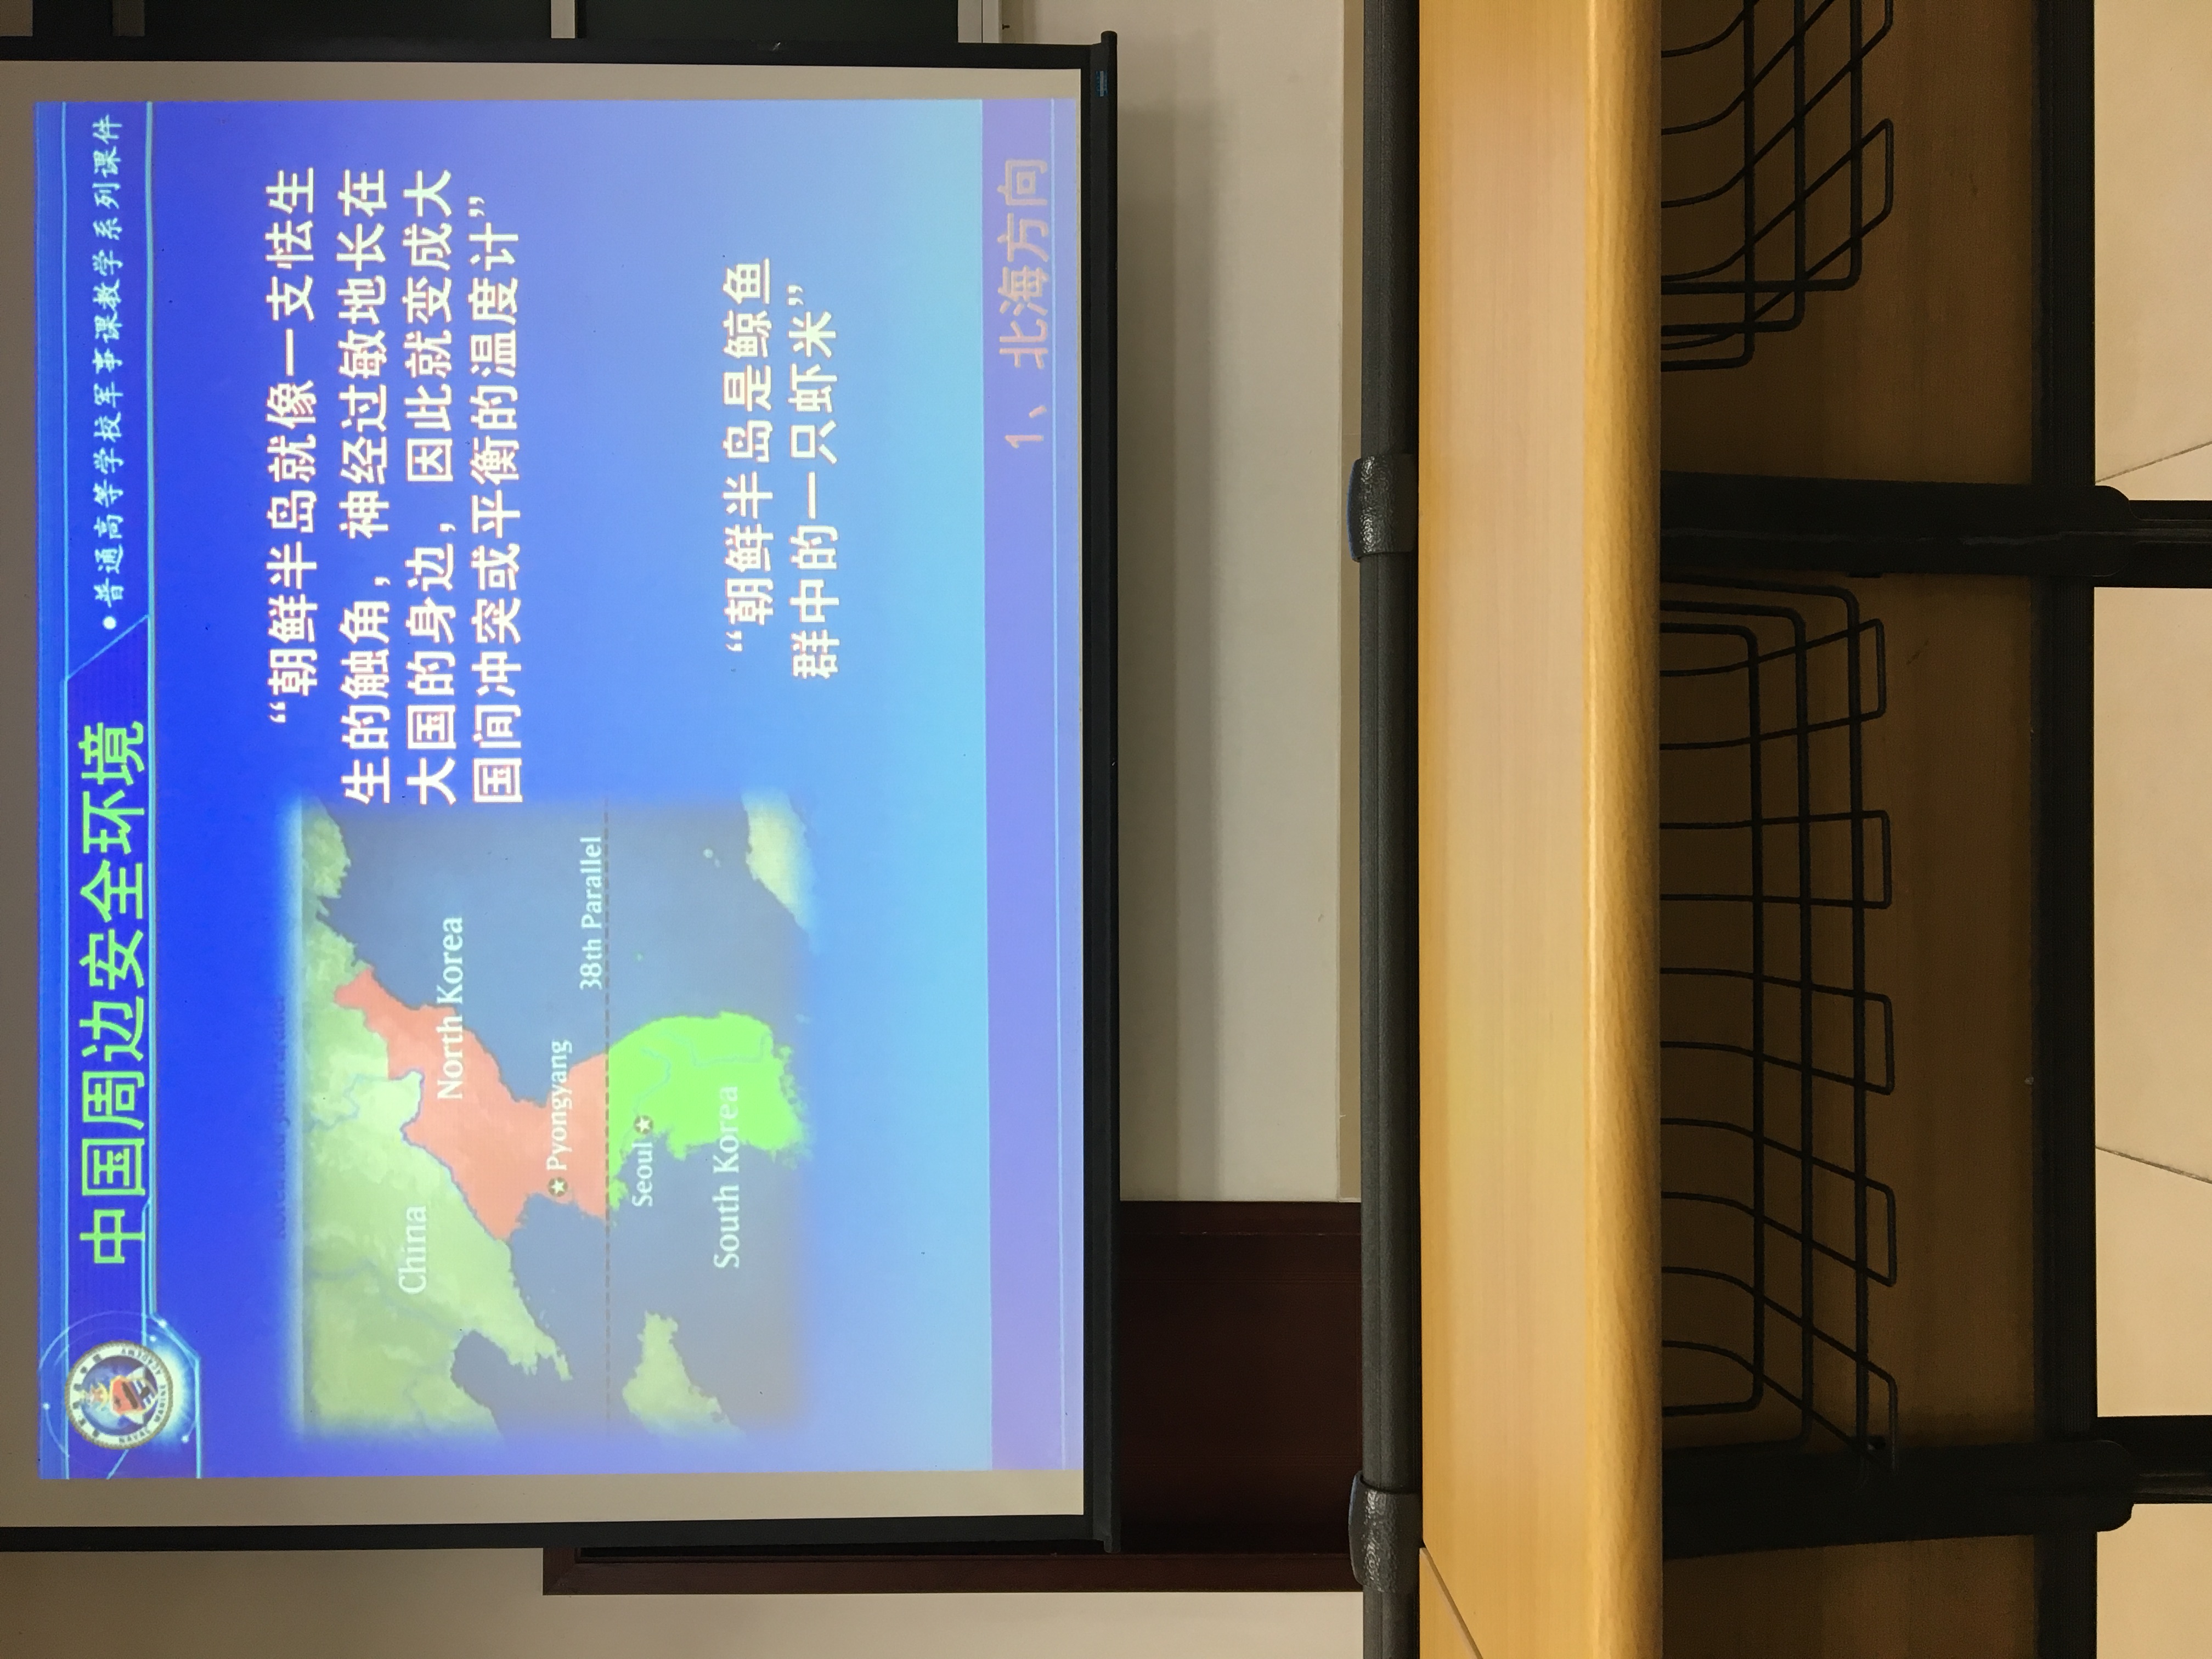 中国周边安全环境
•普通高等学校军事课教学系列课件
Korea and 38th Parallel
China
North Korea
Pyongyang
38th Parallel
Seoul
South Korea
“朝鲜半岛就像一支怯生
生的触角，神经过敏地长在
大国的身边，因此就变成大
国间冲突或平衡的温度计”
“朝鲜半岛是鲸鱼
群中的一只虾米”
1、北海方向